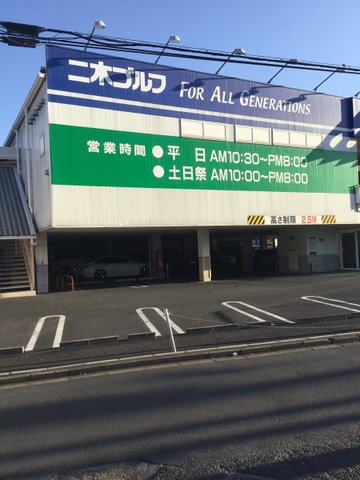 二木ゴルフ FOR ALL GENERATIONS
営業時間 ● 平 日 AM10:30～PM8:00
● 土日祭 AM10:00～PM8:00
高さ制限 2.5M